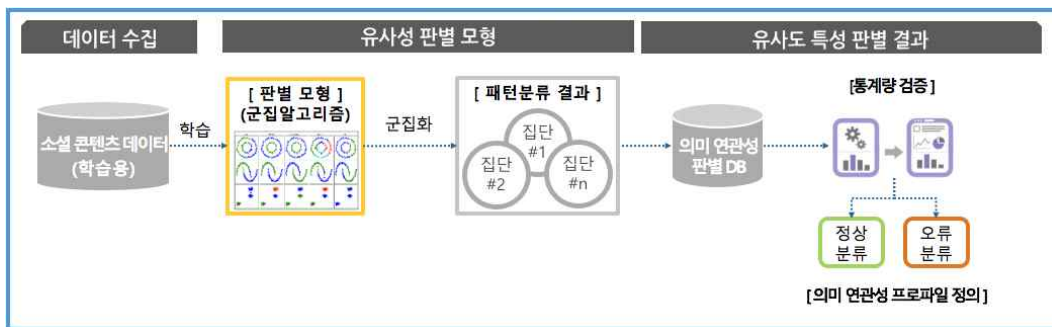 데이터 수집
유사성 판별 모형
유사도 특성 판별 결과
소셜 콘텐츠 데이터
(학습용)
학습
[ 판별 모형 ]
(군집알고리즘)
군집화
[ 패턴분류 결과 ]
집단
#1
집단
#2
집단
#n
의미 연관성
판별 DB
[통계량 검증]
정상
분류
오류
분류
[의미 연관성 프로파일 정의]